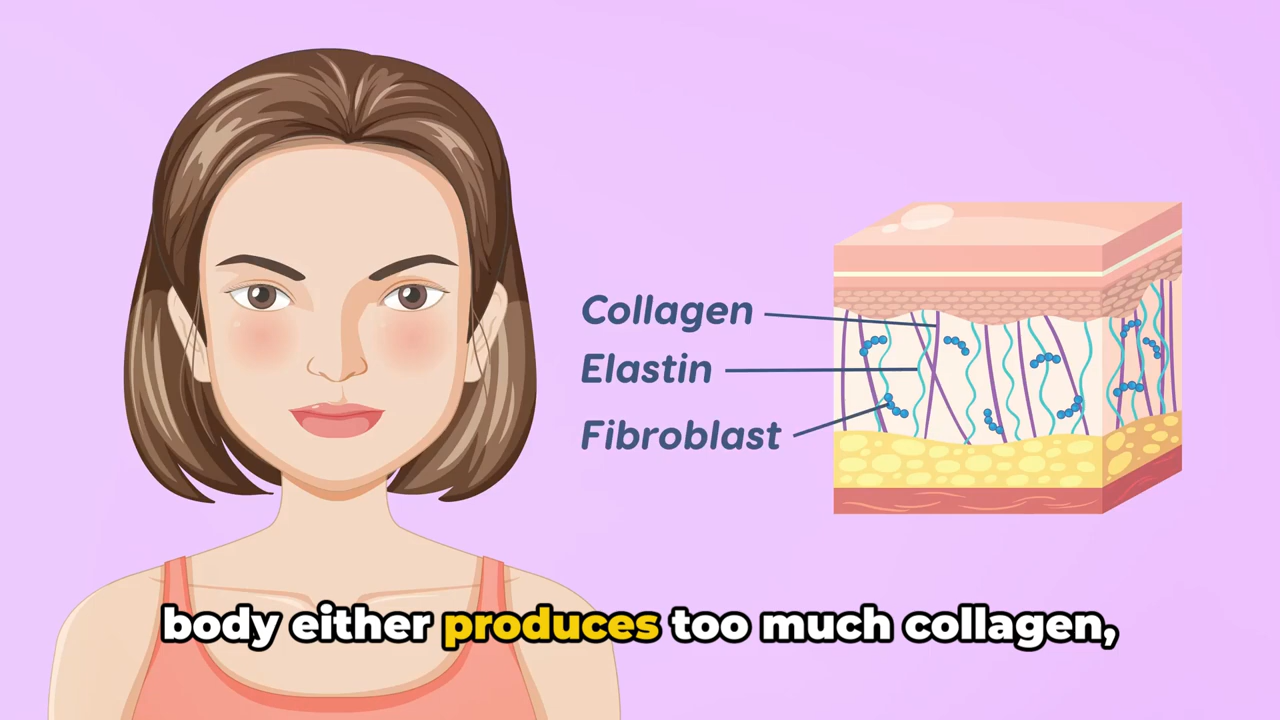 Collagen
Elastin
Fibroblast
body either produces too much collagen,